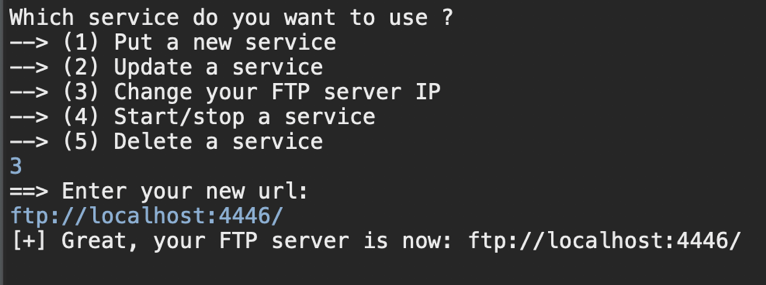 Which service do you want to use ?
--> (1) Put a new service
--> (2) Update a service
--> (3) Change your FTP server IP
--> (4) Start/stop a service
--> (5) Delete a service
3
==> Enter your new url:
ftp://localhost:4446/
[+] Great, your FTP server is now: ftp://localhost:4446/